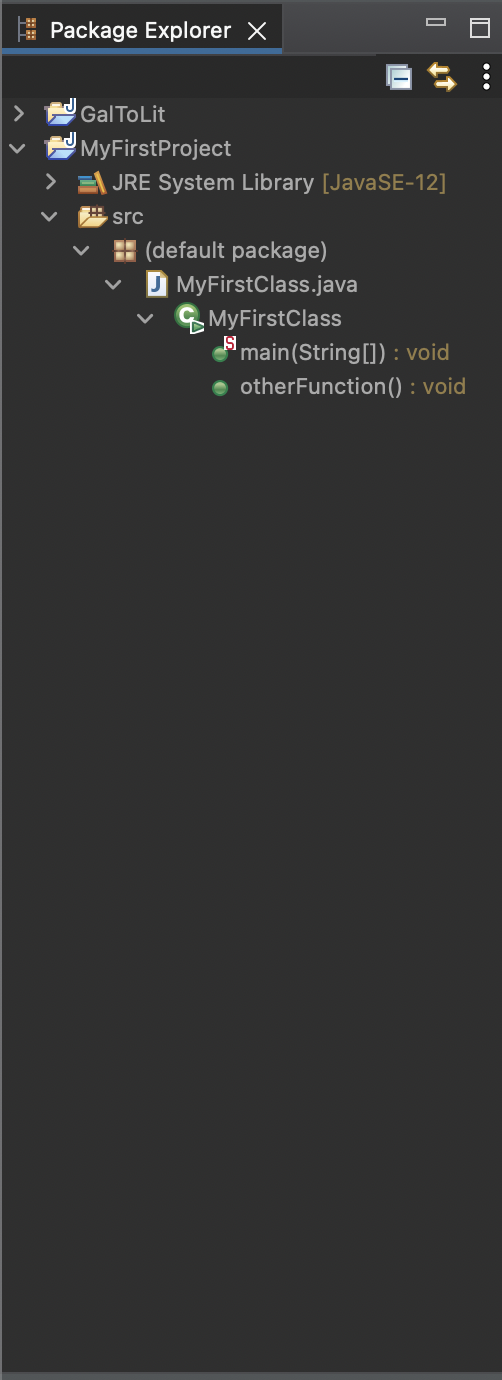 Package Explorer
GalToLit
MyFirstProject
JRE System Library [JavaSE-12]
src
(default package)
MyFirstClass.java
MyFirstClass
main(String[]) : void
otherFunction() : void